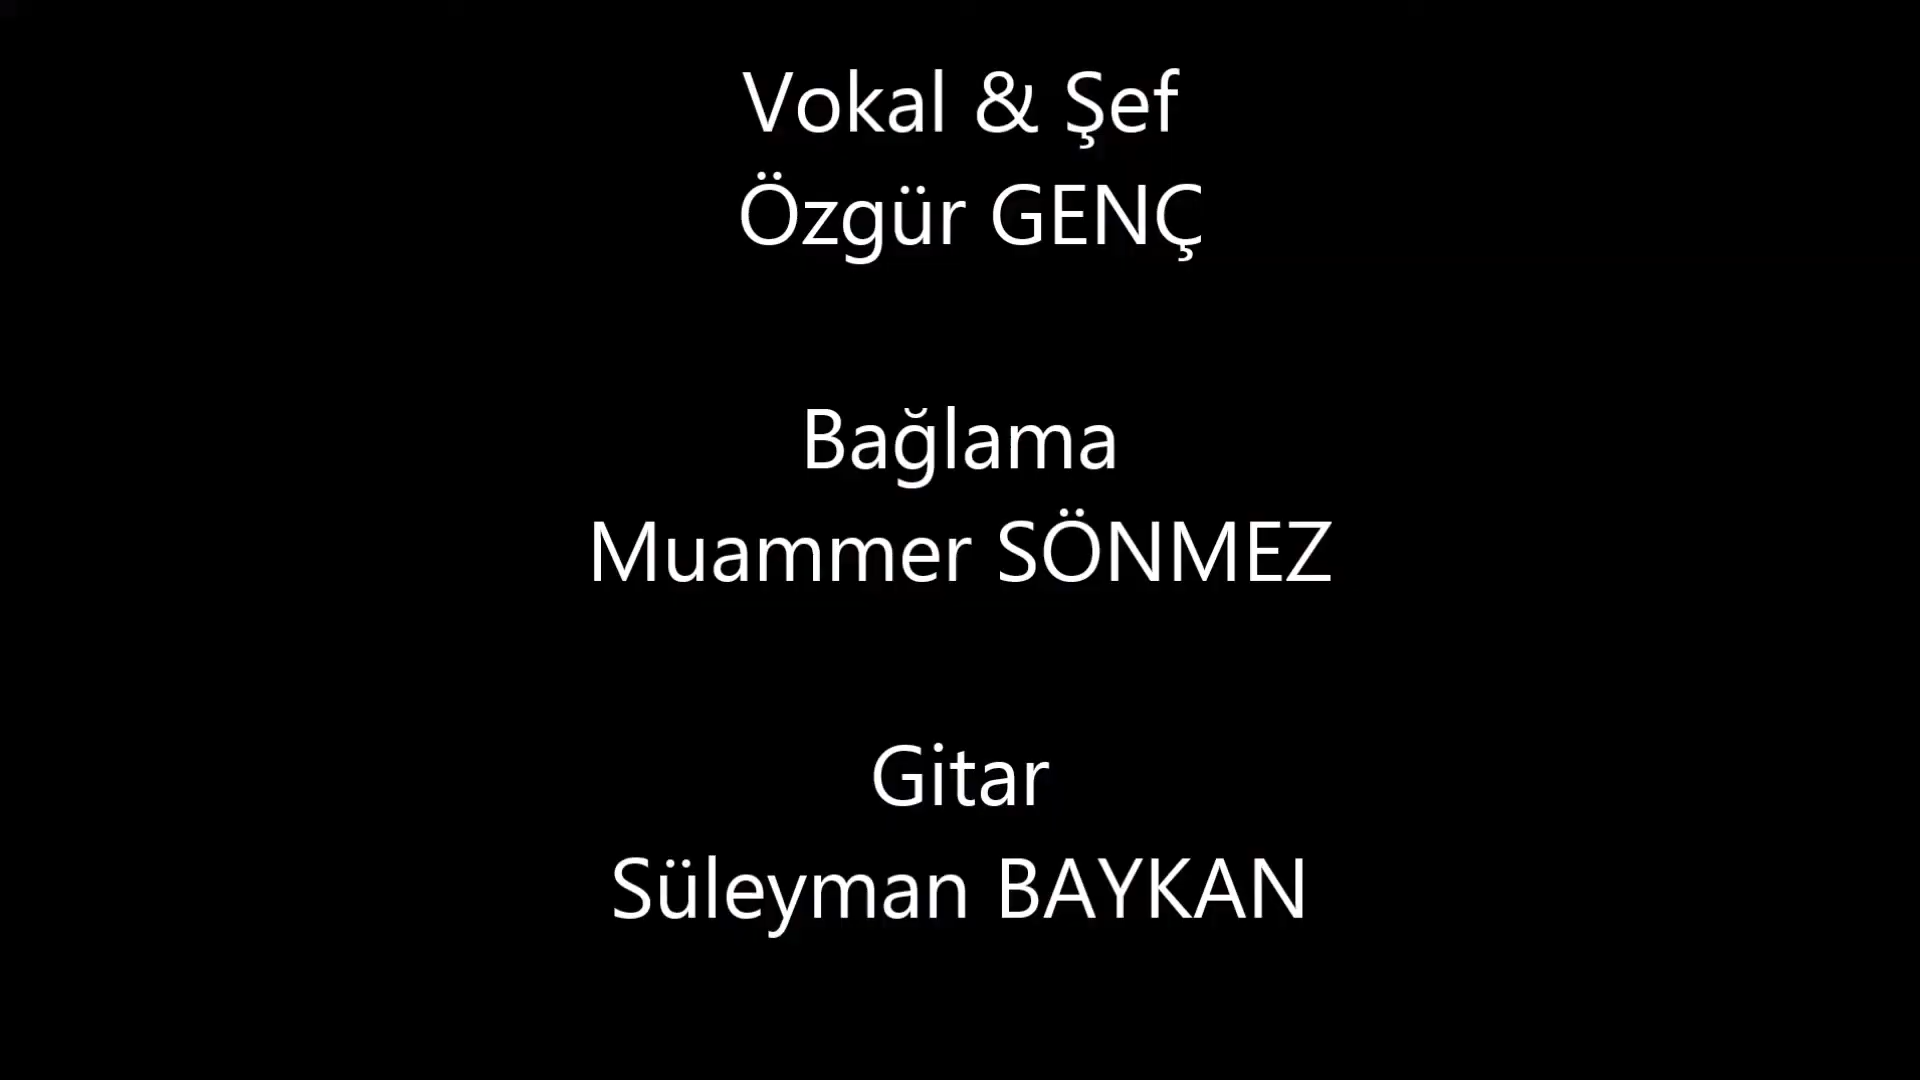 Vokal & Şef
Özgür GENÇ
Bağlama
Muammer SÖNMEZ
Gitar
Süleyman BAYKAN